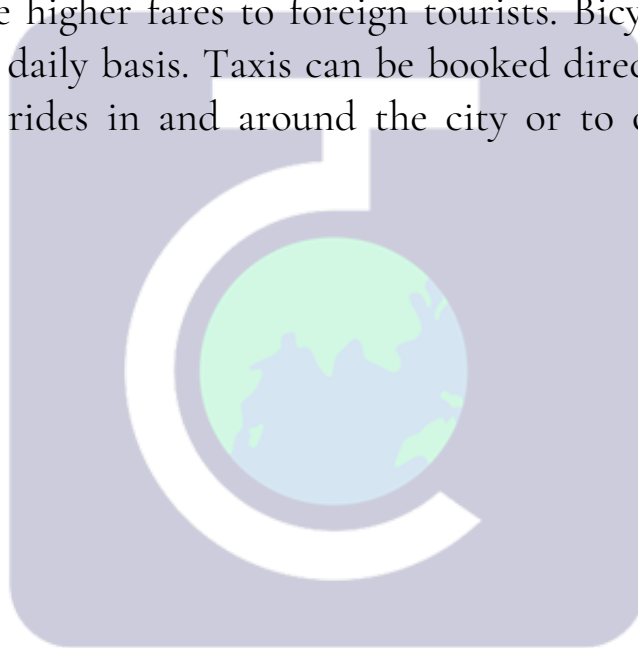 higher fares to foreign tourists. Bicy
daily basis. Taxis can be booked direc
rides in and around the city or to